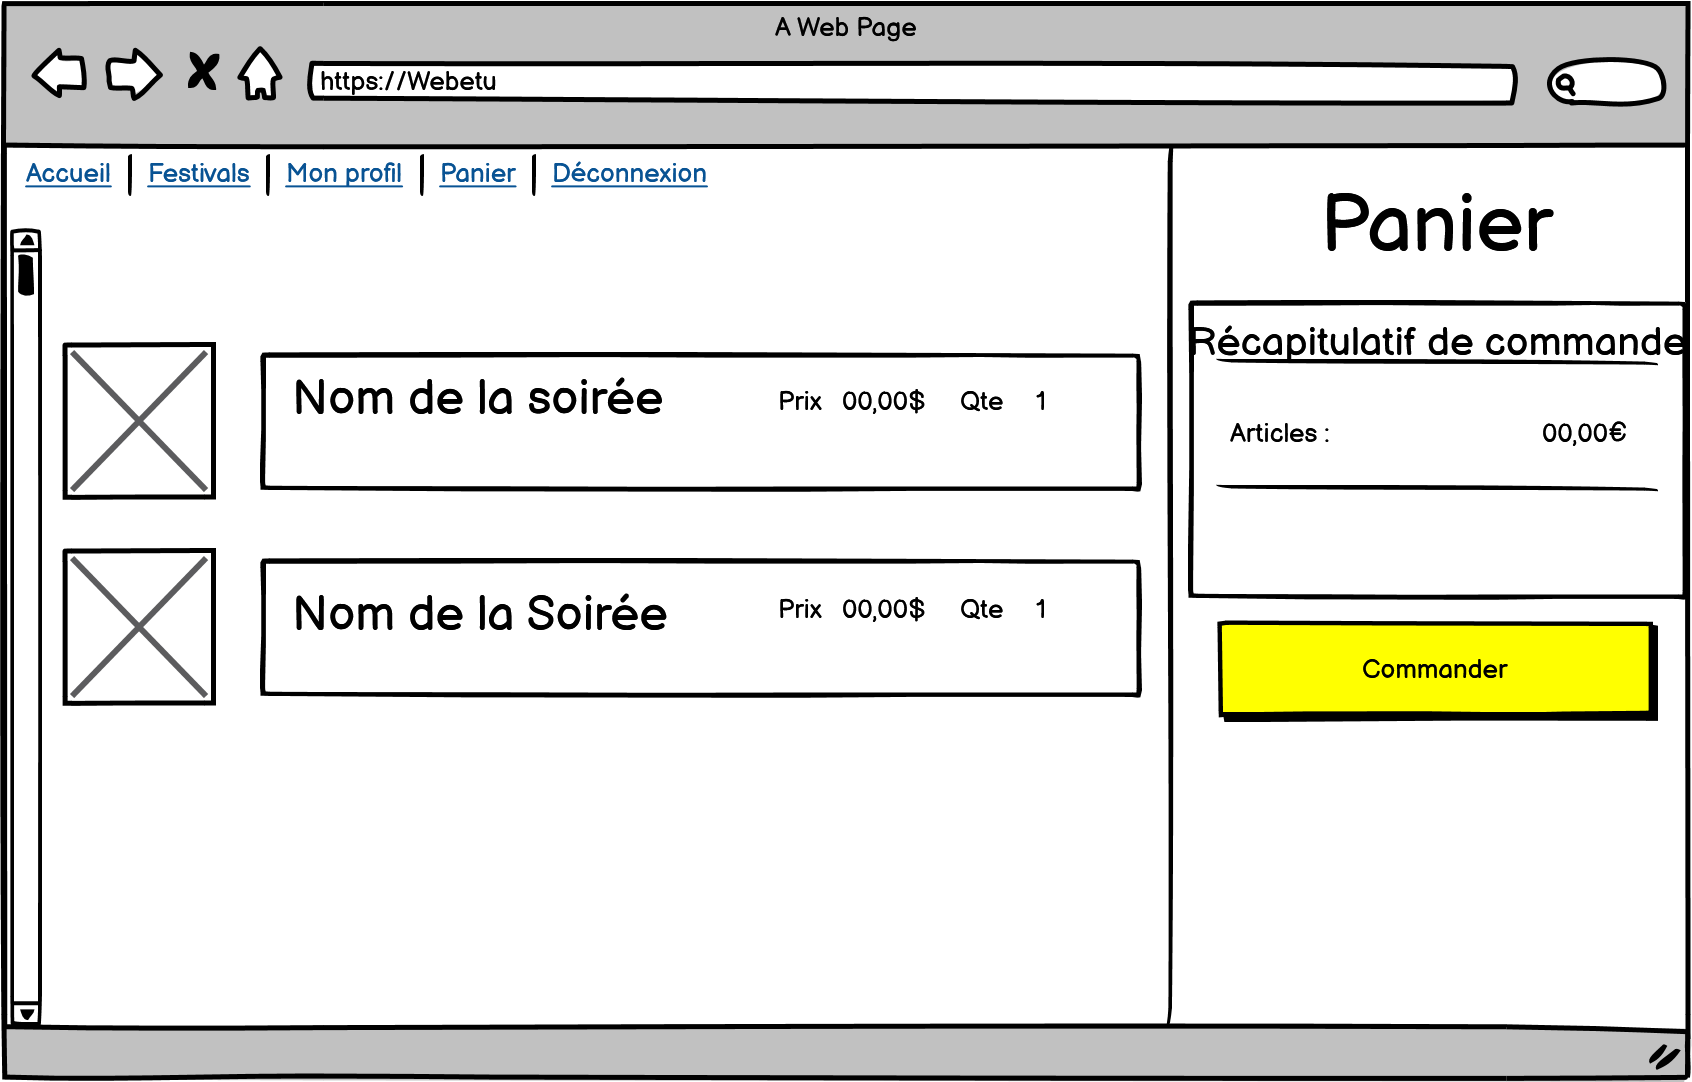 A Web Page
https://Webetu
Accueil Festivals Mon profil Panier Déconnexion
Panier
Récapitulatif de commande
Nom de la soirée Prix 00,00$ Qte 1
Articles : 00,00€
Nom de la Soirée Prix 00,00$ Qte 1
Commander